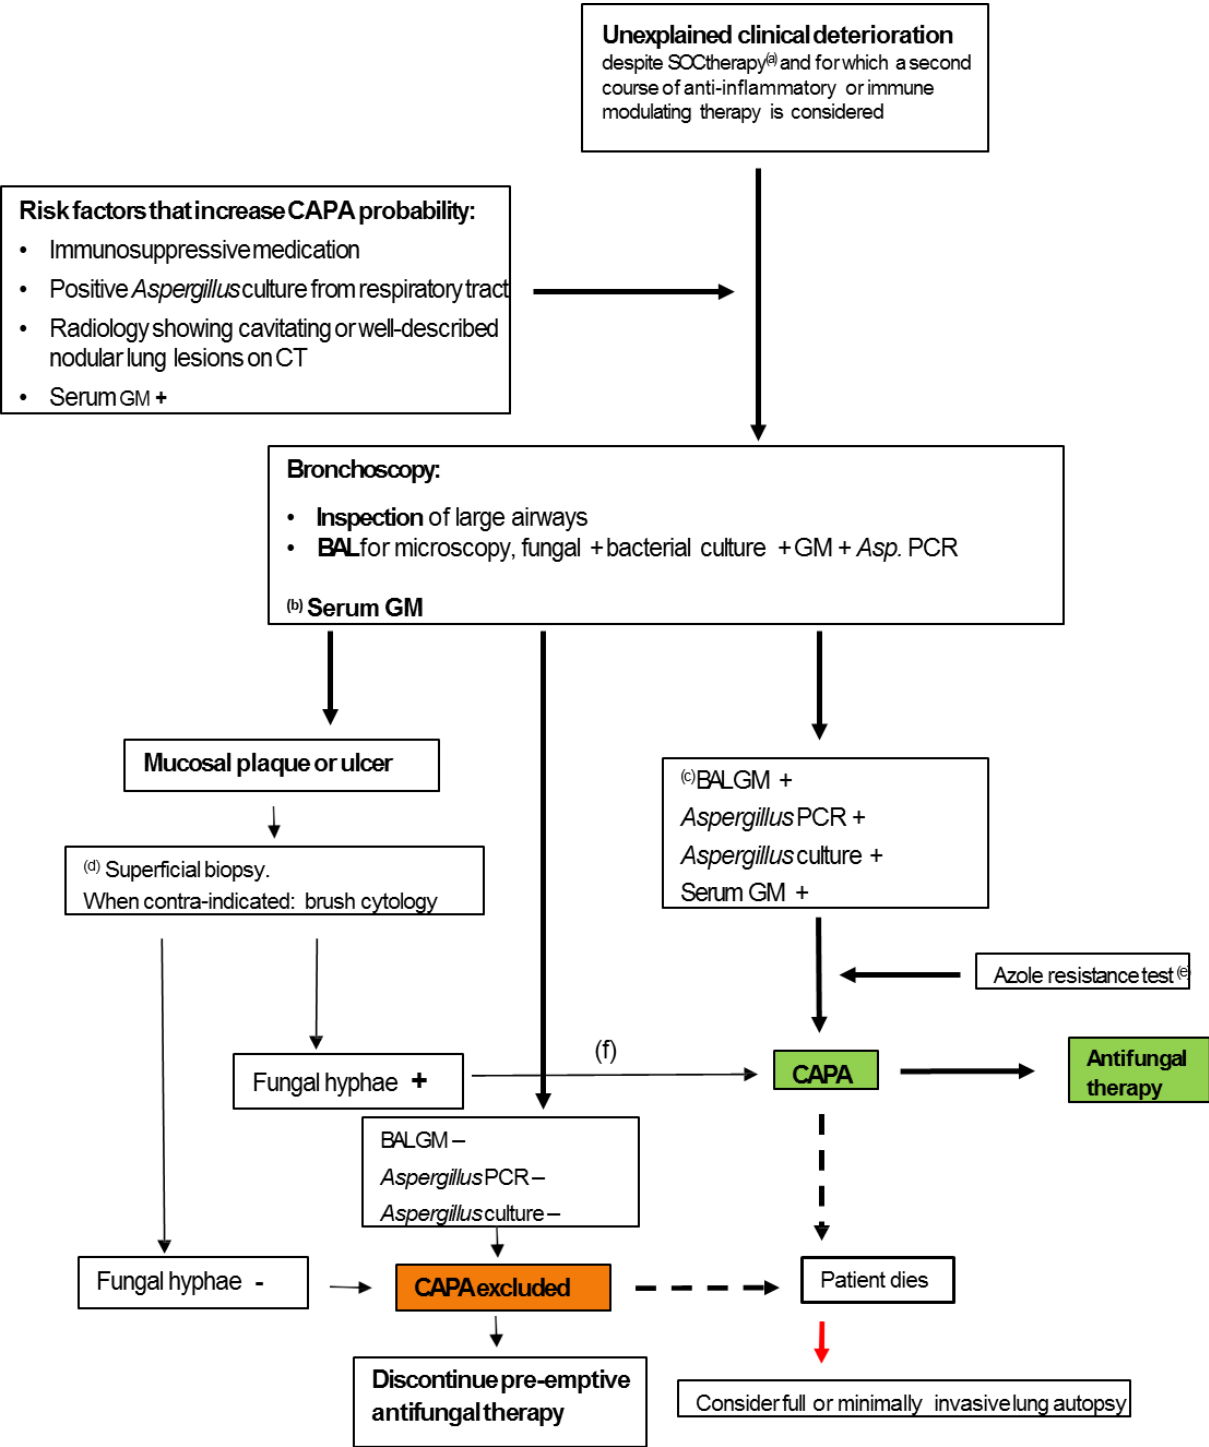 Unexplained clinical deterioration
despite SOCtherapy(a) and for which a second
course of anti-inflammatory or immune
modulating therapy is considered
Risk factors that increase CAPA probability:
• Immunosuppressive medication
• Positive Aspergillus culture from respiratory tract
• Radiology showing cavitating or well-described
nodular lung lesions on CT
• Serum GM +
Bronchoscopy:
• Inspection of large airways
• BAL for microscopy, fungal + bacterial culture + GM + Asp. PCR
(b) Serum GM
Mucosal plaque or ulcer
(c) BAL GM +
Aspergillus PCR +
Aspergillus culture +
Serum GM +
(d) Superficial biopsy.
When contra-indicated: brush cytology
Azole resistance test (e)
Fungal hyphae +
(f)
CAPA
Antifungal
therapy
BAL GM –
Aspergillus PCR –
Aspergillus culture –
Fungal hyphae -
CAPA excluded
Patient dies
Discontinue pre-emptive
antifungal therapy
Consider full or minimally invasive lung autopsy